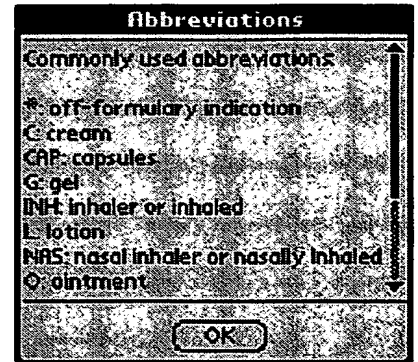 Abbreviations
Commonly used abbreviations:
*: off-formulary indication
C: cream
CAP: capsules
G: gel
INH: inhaler or inhaled
L: lotion
NAS: nasal inhaler or nasally inhaled
O: ointment
OK